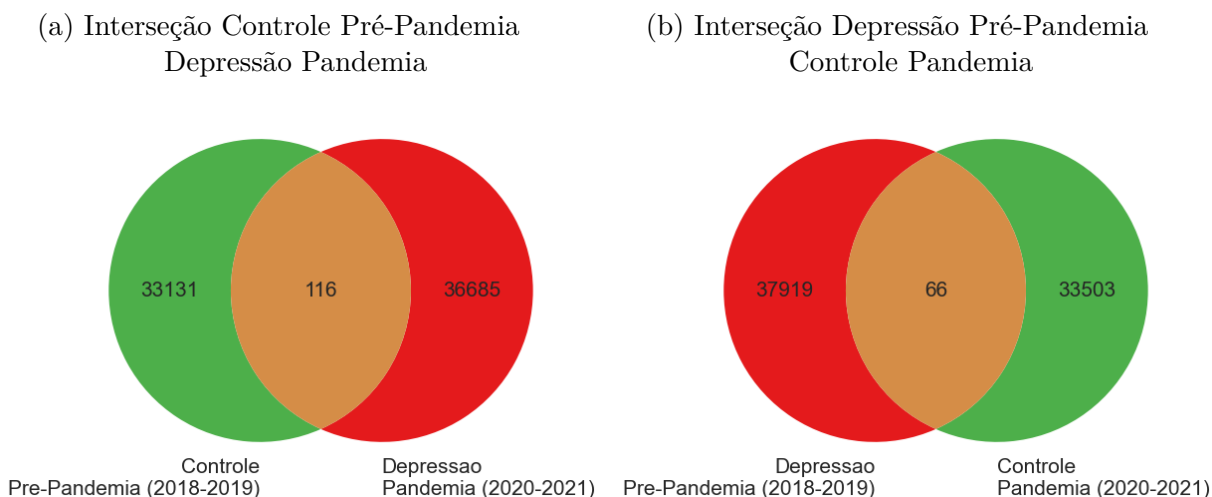 (a) Interseção Controle Pré-Pandemia
Depressão Pandemia
33131
116
36685
Controle
Pre-Pandemia (2018-2019)
Depressao
Pandemia (2020-2021)
(b) Interseção Depressão Pré-Pandemia
Controle Pandemia
37919
66
33503
Depressao
Pre-Pandemia (2018-2019)
Controle
Pandemia (2020-2021)